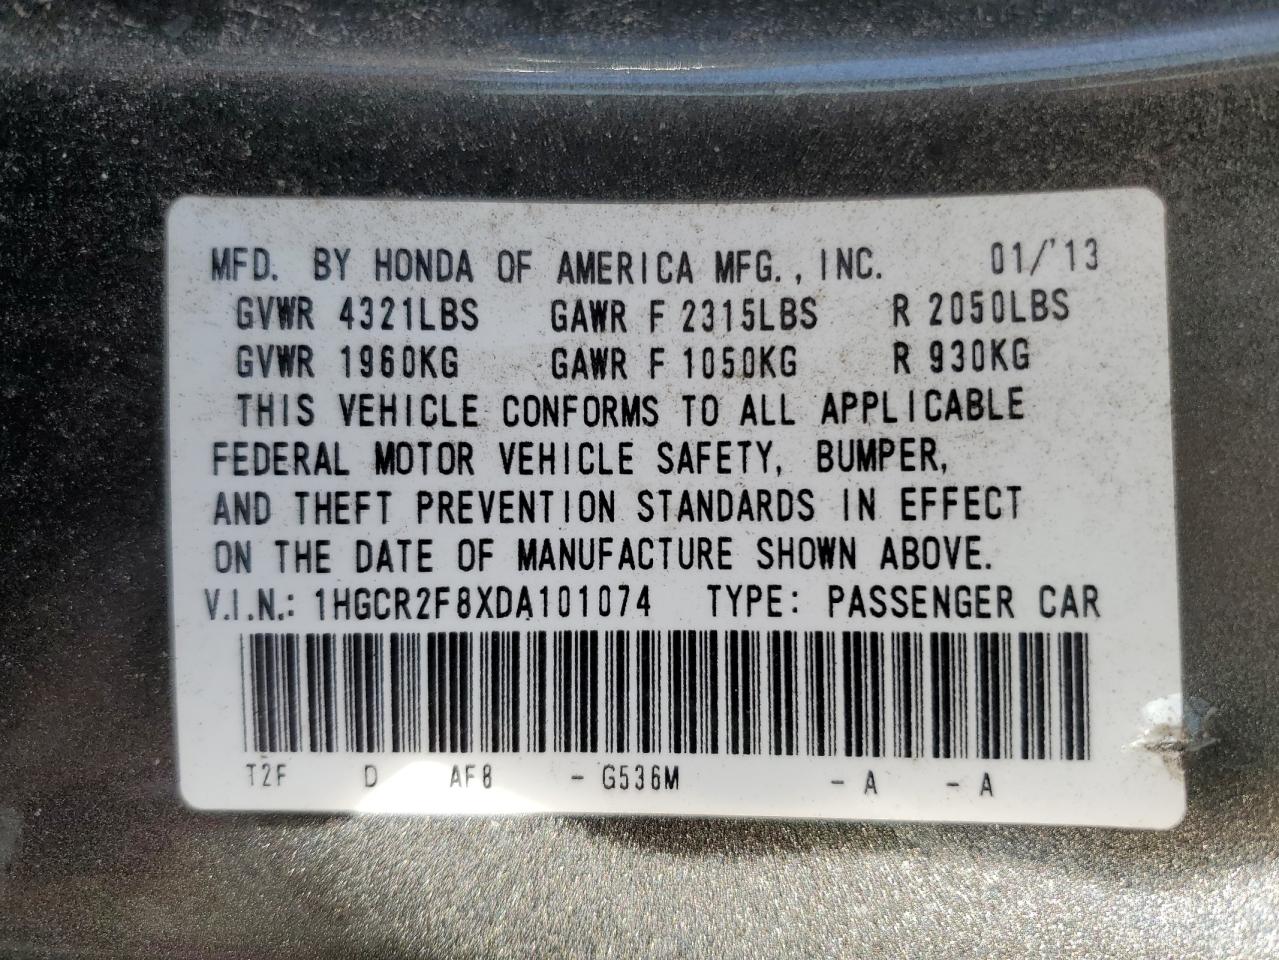 MFD. BY HONDA OF AMERICA MFG., INC. 01/'13
GVWR 4321LBS GAWR F 2315LBS R 2050LBS
GVWR 1960KG GAWR F 1050KG R 930KG
THIS VEHICLE CONFORMS TO ALL APPLICABLE
FEDERAL MOTOR VEHICLE SAFETY, BUMPER,
AND THEFT PREVENTION STANDARDS IN EFFECT
ON THE DATE OF MANUFACTURE SHOWN ABOVE.
V.I.N.: 1HGCR2F8XDA101074 TYPE: PASSENGER CAR
T2F D AF8 - G536M - A - A